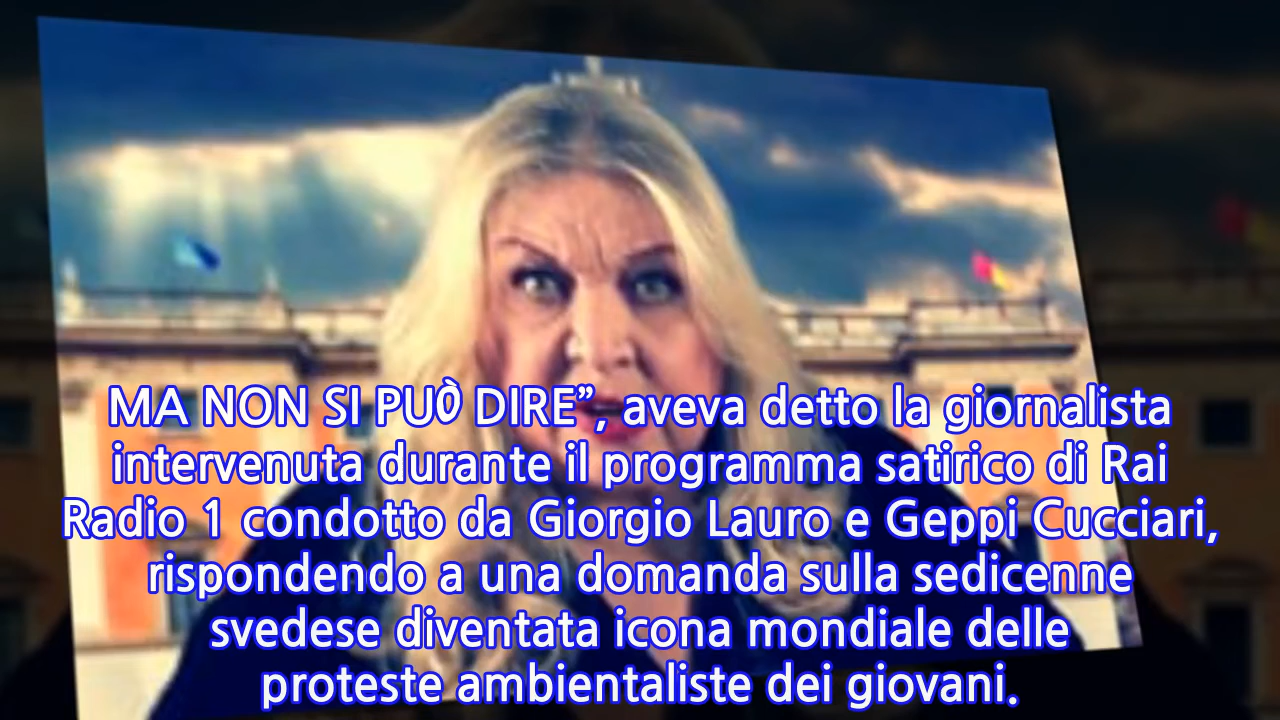 MA NON SI PUÒ DIRE”, aveva detto la giornalista
intervenuta durante il programma satirico di Rai
Radio 1 condotto da Giorgio Lauro e Geppi Cucciari,
rispondendo a una domanda sulla sedicenne
svedese diventata icona mondiale delle
proteste ambientaliste dei giovani.